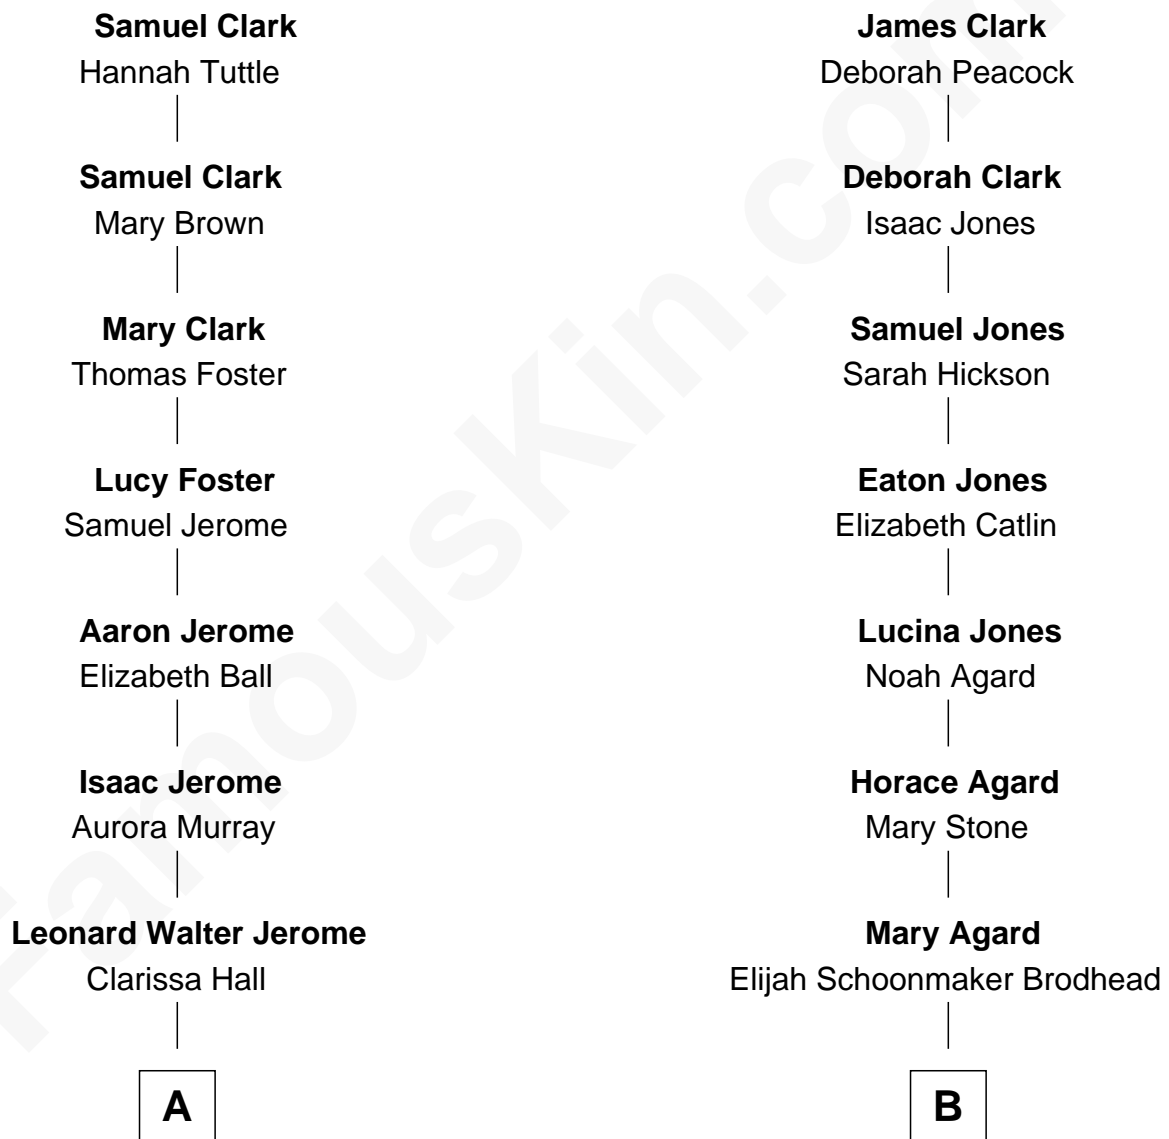 Samuel Clark
Hannah Tuttle
Samuel Clark
Mary Brown
Mary Clark
Thomas Foster
Lucy Foster
Samuel Jerome
Aaron Jerome
Elizabeth Ball
Isaac Jerome
Aurora Murray
Leonard Walter Jerome
Clarissa Hall
A
James Clark
Deborah Peacock
Deborah Clark
Isaac Jones
Samuel Jones
Sarah Hickson
Eaton Jones
Elizabeth Catlin
Lucina Jones
Noah Agard
Horace Agard
Mary Stone
Mary Agard
Elijah Schoonmaker Brodhead
B
FamousKin.com